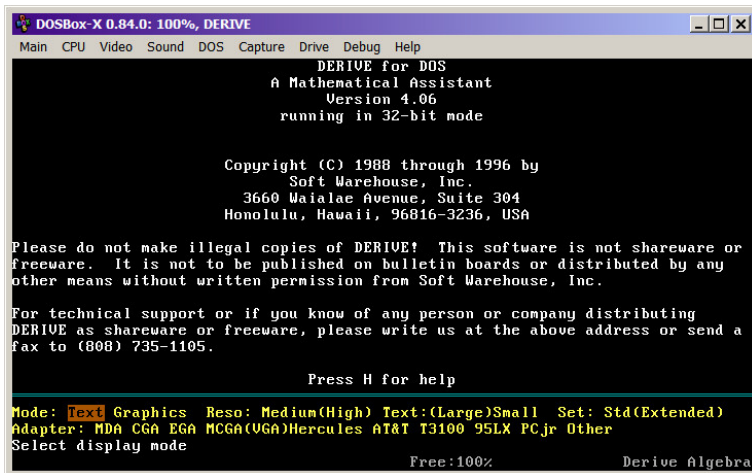 DOSBox-X 0.84.0: 100%, DERIVE
Main CPU Video Sound DOS Capture Drive Debug Help
DERIVE for DOS
A Mathematical Assistant
Version 4.06
running in 32-bit mode
Copyright (C) 1988 through 1996 by
Soft Warehouse, Inc.
3660 Waialae Avenue, Suite 304
Honolulu, Hawaii, 96816-3236, USA
Please do not make illegal copies of DERIVE! This software is not shareware or
freeware. It is not to be published on bulletin boards or distributed by any
other means without written permission from Soft Warehouse, Inc.
For technical support or if you know of any person or company distributing
DERIVE as shareware or freeware, please write us at the above address or send a
fax to (808) 735-1105.
Press H for help
Mode: Text Graphics Reso: Medium(High) Text:(Large)Small Set: Std(Extended)
Adapter: MDA CGA EGA MCGA(VGA)Hercules AT&T T3100 95LX PCjr Other
Select display mode
Free:100% Derive Algebra